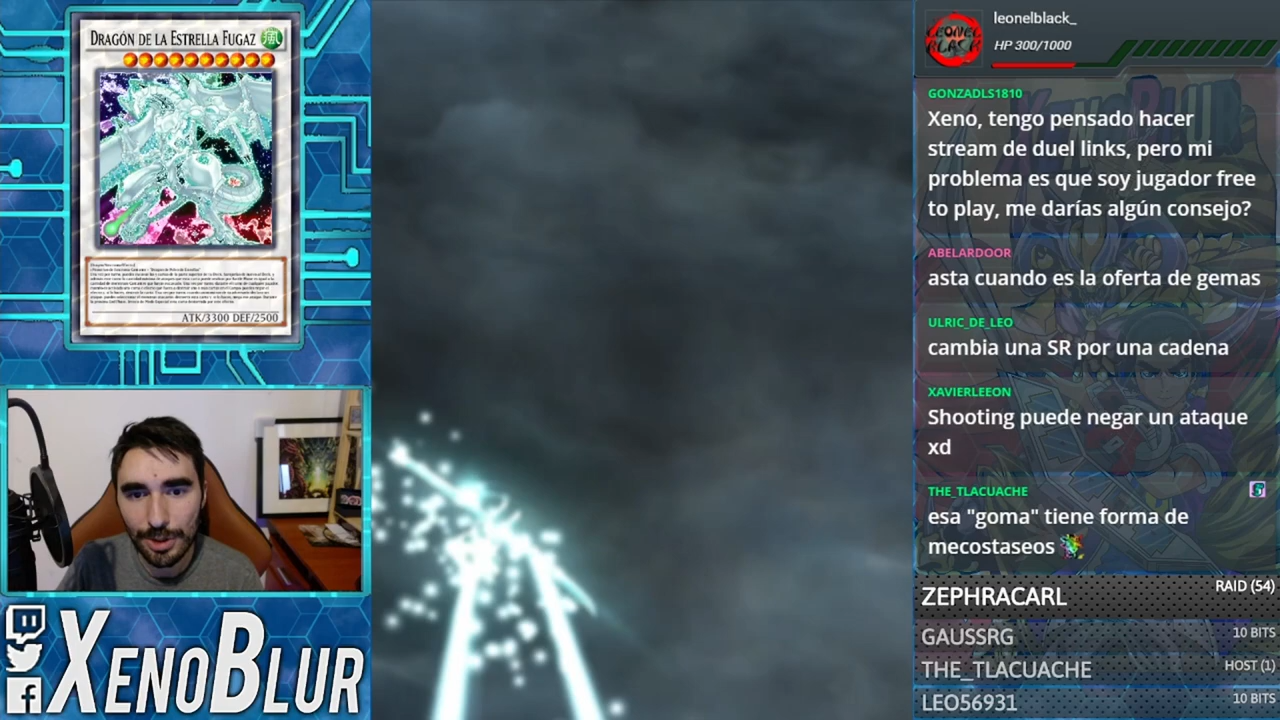 DRAGÓN DE LA ESTRELLA FUGAZ
ATK/3300 DEF/2500
XENOBLUR
LEONEL
BLACK
leonelblack_
HP 300/1000
GONZADLS1810
Xeno, tengo pensado hacer
stream de duel links, pero mi
problema es que soy jugador free
to play, me darías algún consejo?
ABELARDOOR
asta cuando es la oferta de gemas
ULRIC_DE_LEO
cambia una SR por una cadena
XAVIERLEEON
Shooting puede negar un ataque
xd
THE_TLACUACHE
esa "goma" tiene forma de
mecostaseos
ZEPHRACARL RAID (54)
GAUSSRG 10 BITS
THE_TLACUACHE HOST (1)
LEO56931 10 BITS